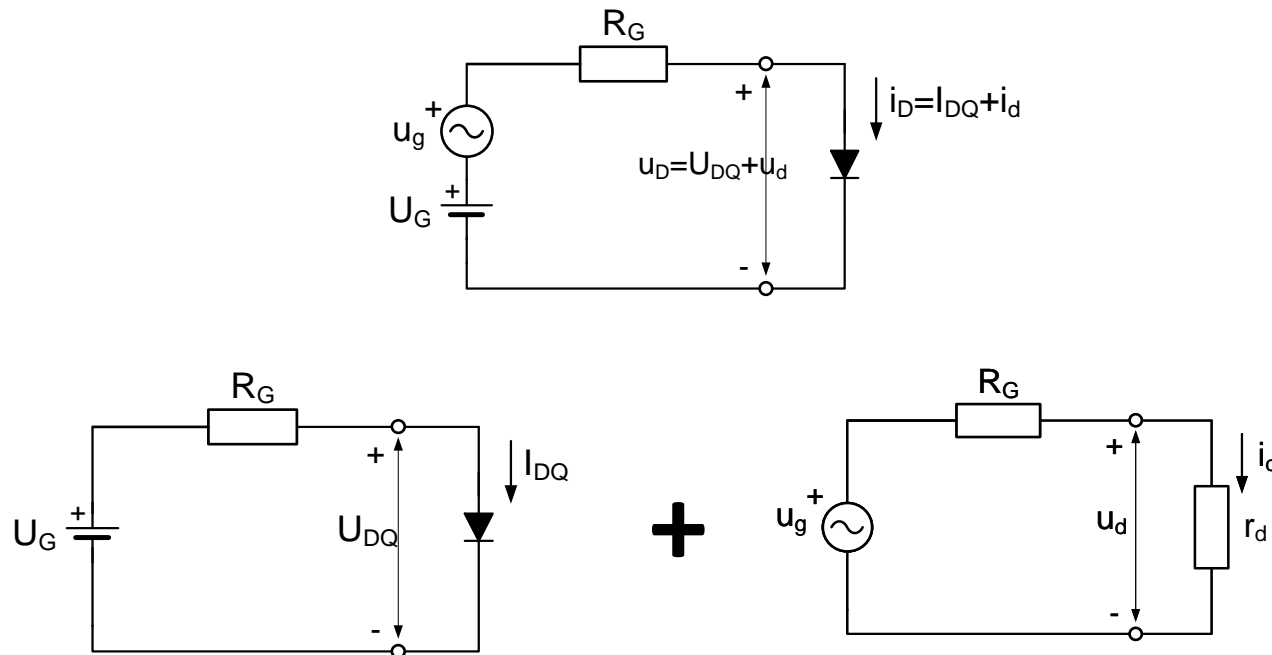 R_G
+
u_g
+
U_G
+
u_D=U_DQ+u_d
-
i_D=I_DQ+i_d
R_G
+
U_G
+
U_DQ
-
I_DQ
+
R_G
+
u_g
+
u_d
-
i_d
r_d